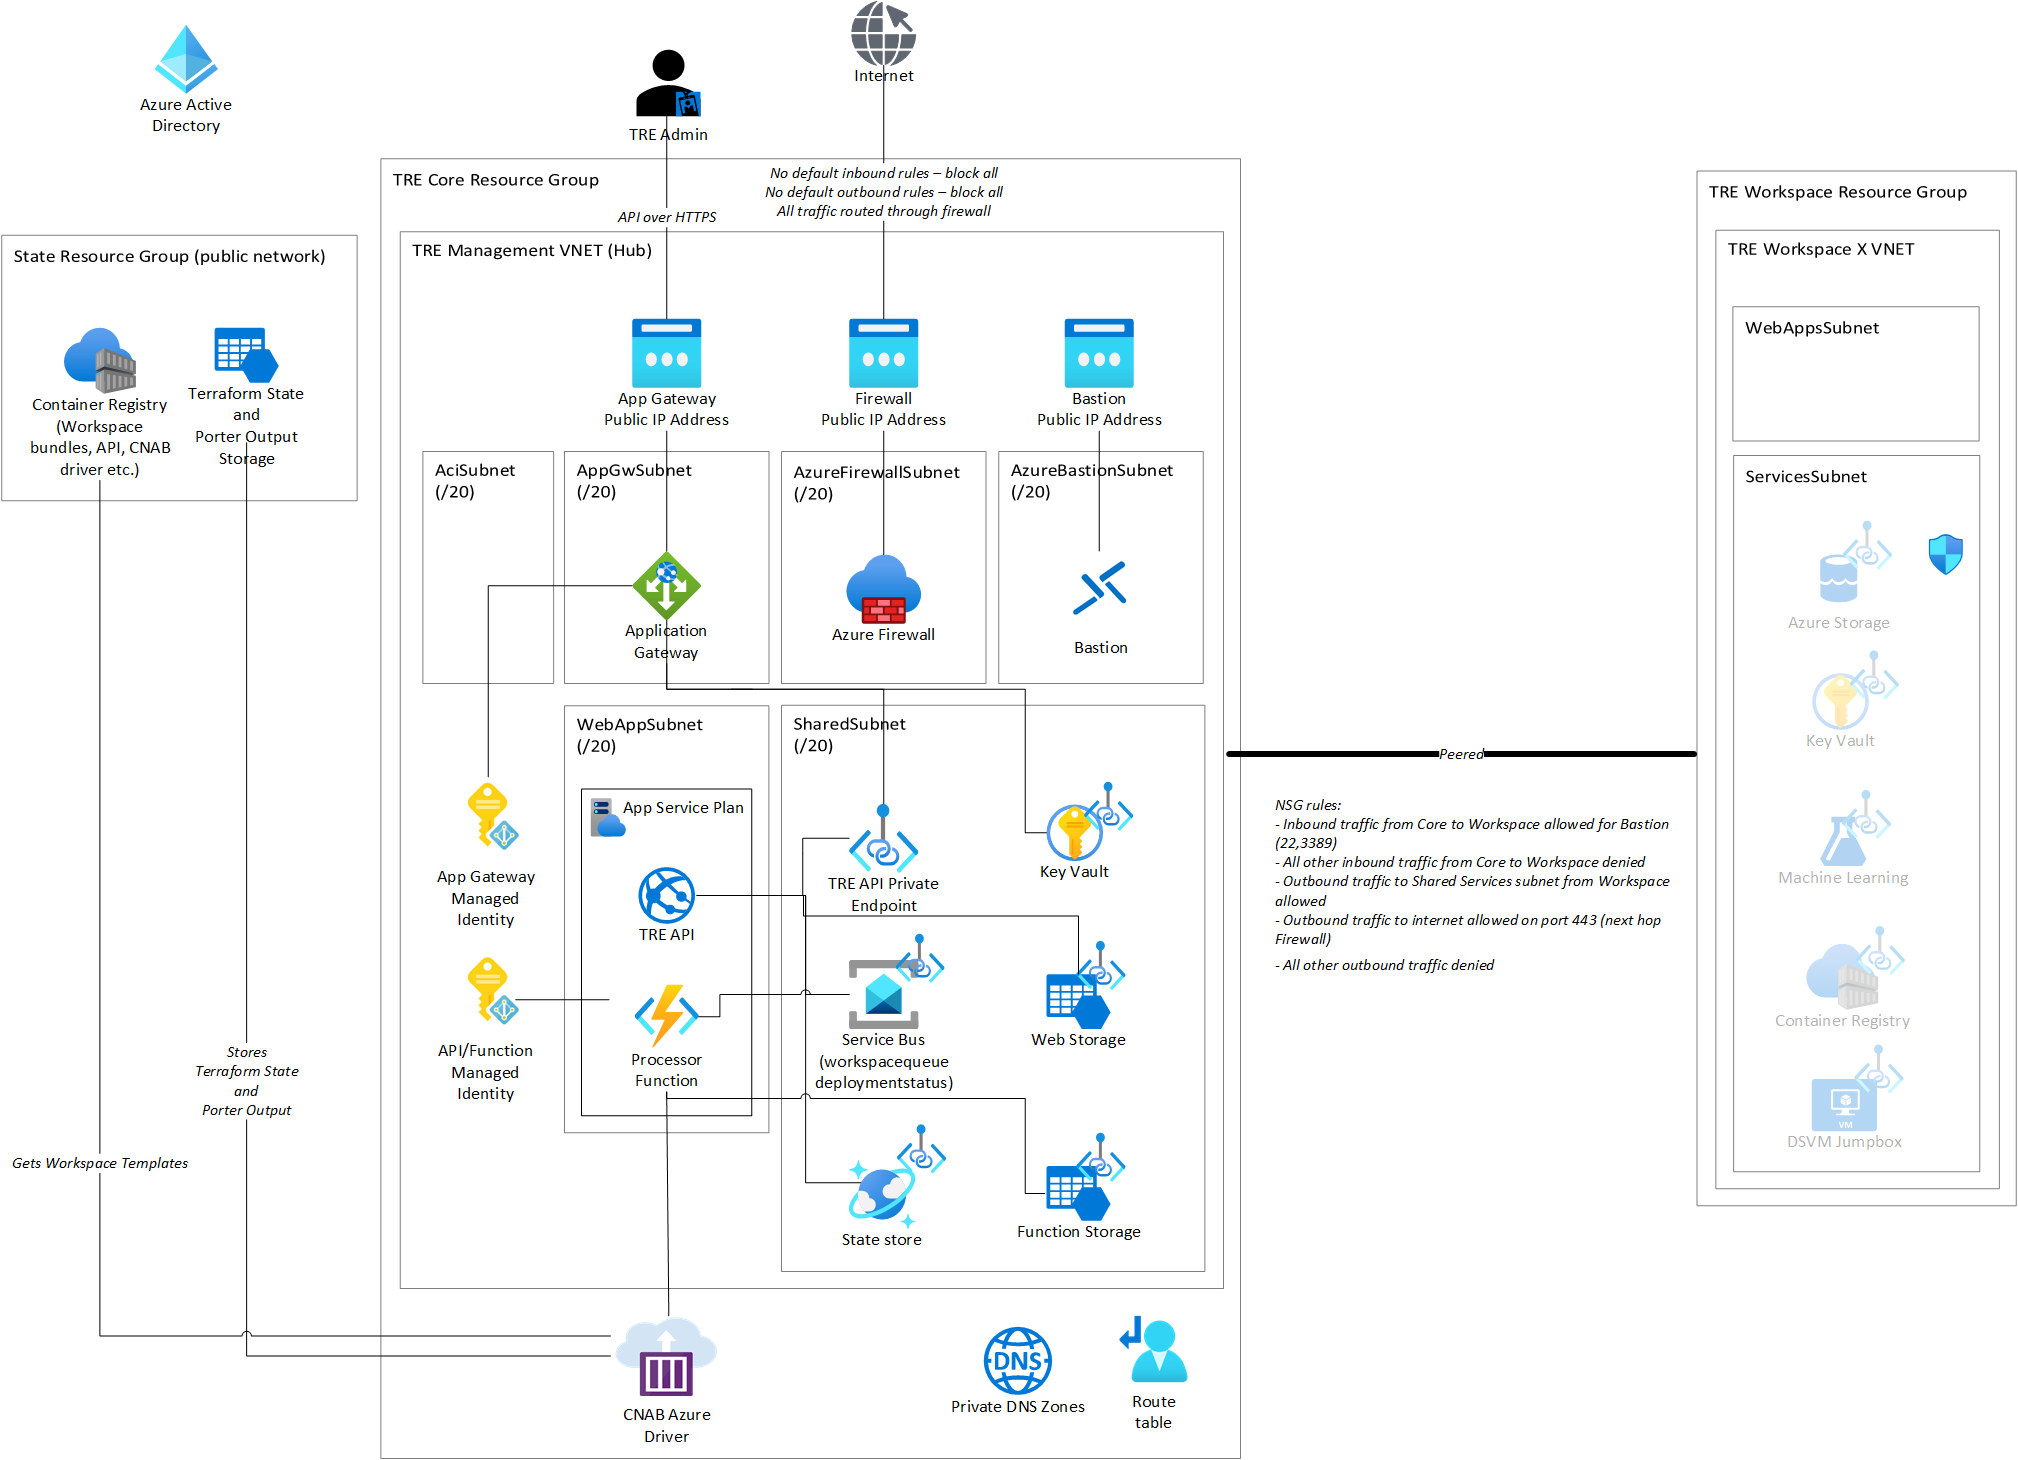 Azure Active
Directory
TRE Admin
Internet
TRE Core Resource Group
API over HTTPS
No default inbound rules – block all
No default outbound rules – block all
All traffic routed through firewall
State Resource Group (public network)
Container Registry
(Workspace
bundles, API, CNAB
driver etc.)
Terraform State
and
Porter Output
Storage
TRE Management VNET (Hub)
App Gateway
Public IP Address
Firewall
Public IP Address
Bastion
Public IP Address
AciSubnet
(/20)
AppGwSubnet
(/20)
AzureFirewallSubnet
(/20)
AzureBastionSubnet
(/20)
Application
Gateway
Azure Firewall
Bastion
WebAppSubnet
(/20)
SharedSubnet
(/20)
App Service Plan
App Gateway
Managed
Identity
TRE API
TRE API Private
Endpoint
Key Vault
API/Function
Managed
Identity
Processor
Function
Service Bus
(workspacequeue
deploymentstatus)
Web Storage
State store
Function Storage
Stores
Terraform State
and
Porter Output
Gets Workspace Templates
CNAB Azure
Driver
DNS
Private DNS Zones
Route
table
Peered
NSG rules:
- Inbound traffic from Core to Workspace allowed for Bastion
(22,3389)
- All other inbound traffic from Core to Workspace denied
- Outbound traffic to Shared Services subnet from Workspace
allowed
- Outbound traffic to internet allowed on port 443 (next hop
Firewall)
- All other outbound traffic denied
TRE Workspace Resource Group
TRE Workspace X VNET
WebAppsSubnet
ServicesSubnet
Azure Storage
Key Vault
Machine Learning
Container Registry
VM
DSVM Jumpbox